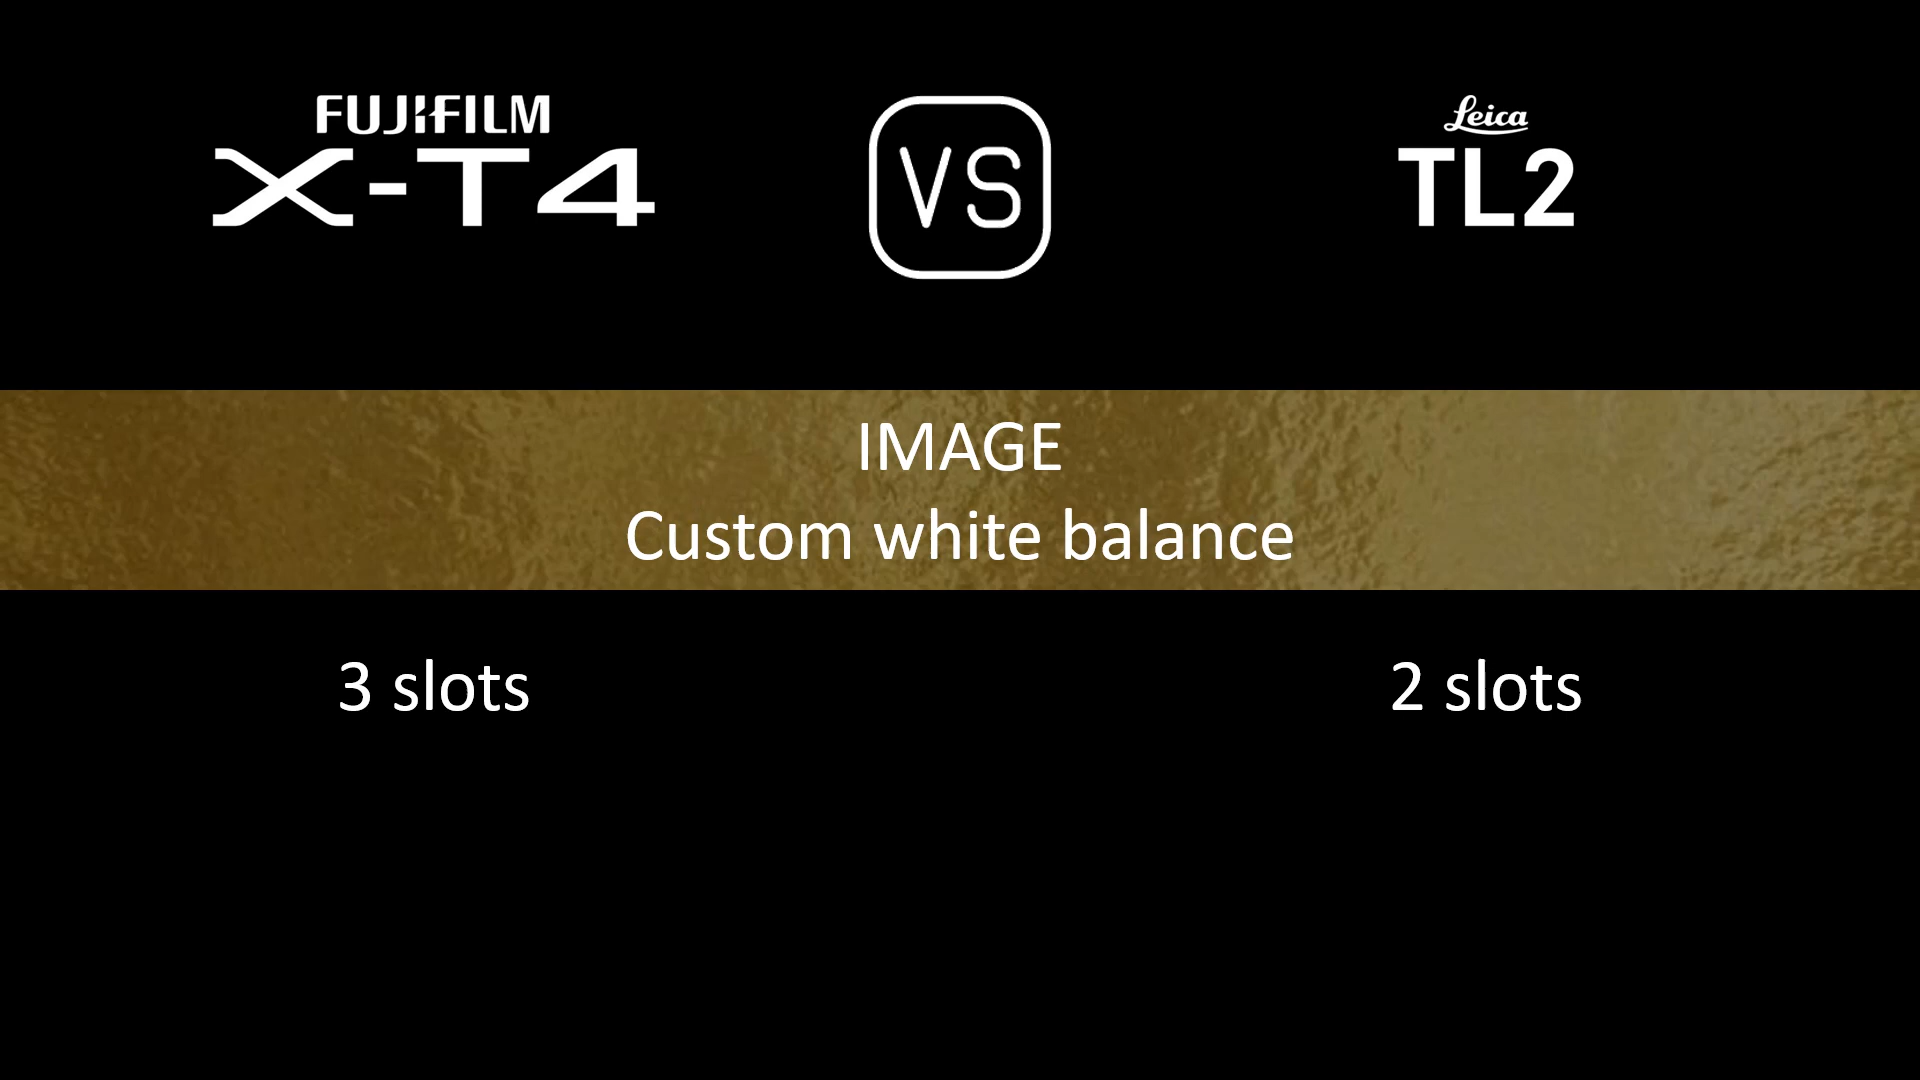 FUJIFILM
X-T4
VS
Leica
TL2
IMAGE
Custom white balance
3 slots
2 slots